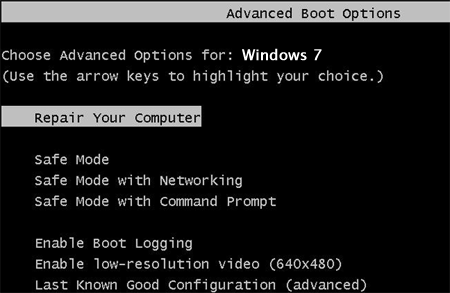 Advanced Boot Options
Choose Advanced Options for: Windows 7
(Use the arrow keys to highlight your choice.)
Repair Your Computer
Safe Mode
Safe Mode with Networking
Safe Mode with Command Prompt
Enable Boot Logging
Enable low-resolution video (640x480)
Last Known Good Configuration (advanced)